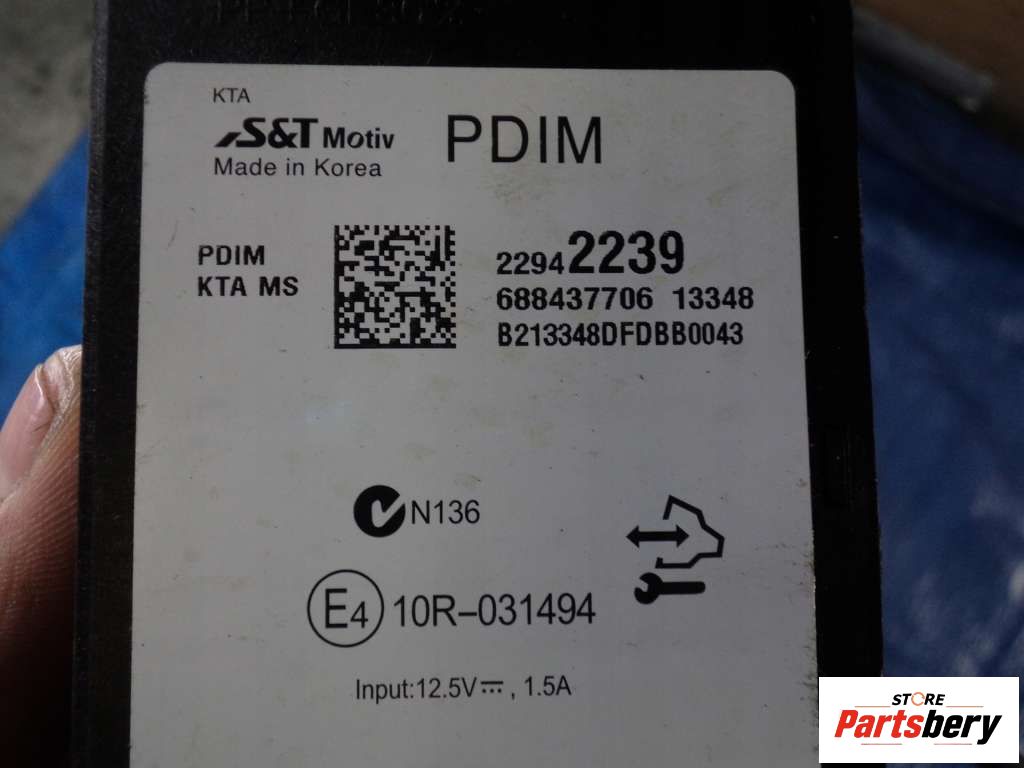 KTA
S&T Motiv PDIM
Made in Korea
PDIM
KTA MS
22942239
688437706 13348
B213348DFDBB0043
N136
E4 10R-031494
Input:12.5V⎓, 1.5A
STORE
Partsbery